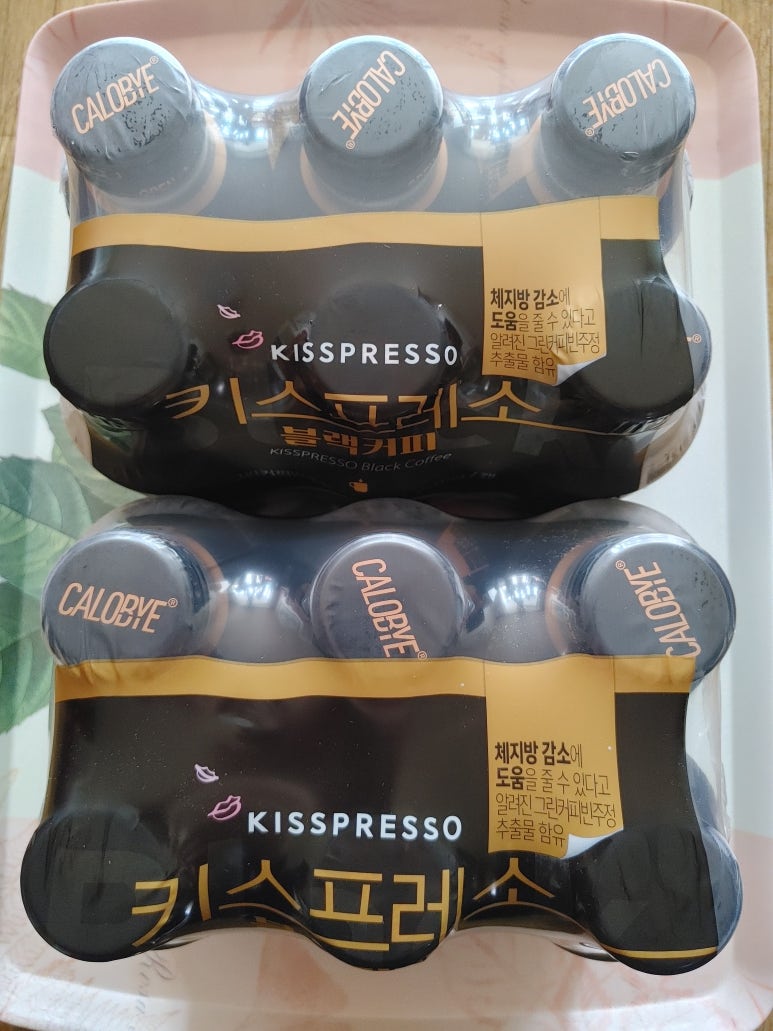 CALOBYE®
CALOBYE®
CALOBYE®
체지방 감소에
도움을 줄 수 있다고
알려진 그린커피빈주정
추출물 함유
KISSPRESSO
키스프레소
블랙커피
KISSPRESSO Black Coffee
CALOBYE®
CALOBYE®
CALOBYE®
체지방 감소에
도움을 줄 수 있다고
알려진 그린커피빈주정
추출물 함유
KISSPRESSO
키스프레소